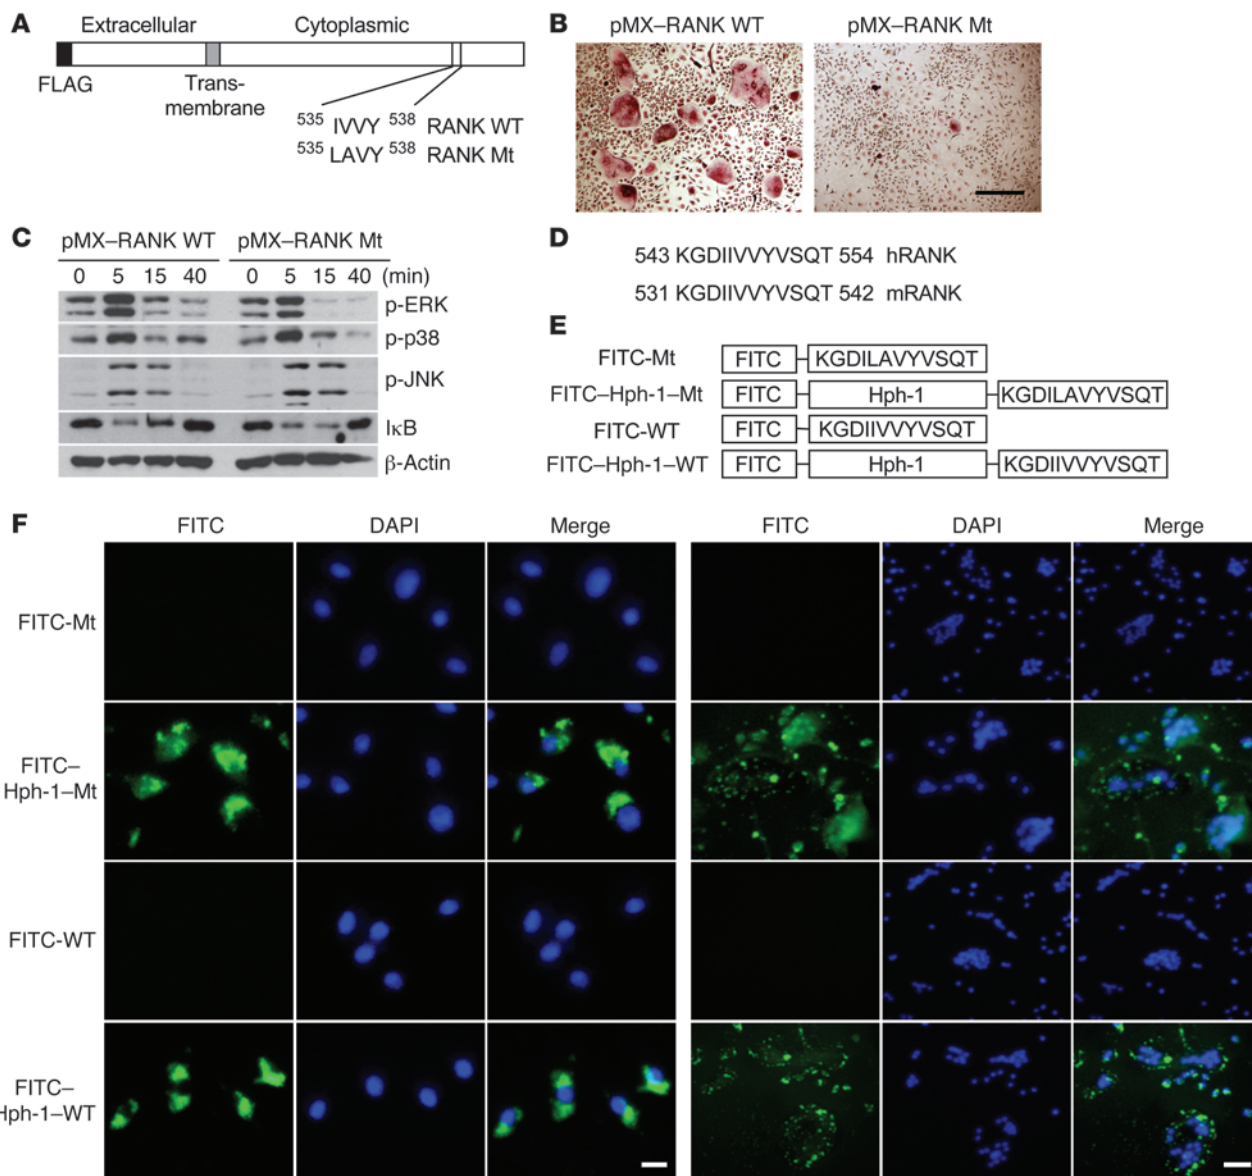 A
Extracellular Cytoplasmic
FLAG
Trans-
membrane
535 IVVY 538 RANK WT
535 LAVY 538 RANK Mt
B
pMX–RANK WT pMX–RANK Mt
C
pMX–RANK WT pMX–RANK Mt
0 5 15 40 0 5 15 40 (min)
p-ERK
p-p38
p-JNK
IκB
β-Actin
D
543 KGDIIVVYVSQT 554 hRANK
531 KGDIIVVYVSQT 542 mRANK
E
FITC-Mt FITC KGDILAVYVSQT
FITC–Hph-1–Mt FITC Hph-1 KGDILAVYVSQT
FITC-WT FITC KGDIIVVYVSQT
FITC–Hph-1–WT FITC Hph-1 KGDIIVVYVSQT
F
FITC DAPI Merge FITC DAPI Merge
FITC-Mt
FITC–
Hph-1–Mt
FITC-WT
FITC–
Hph-1–WT